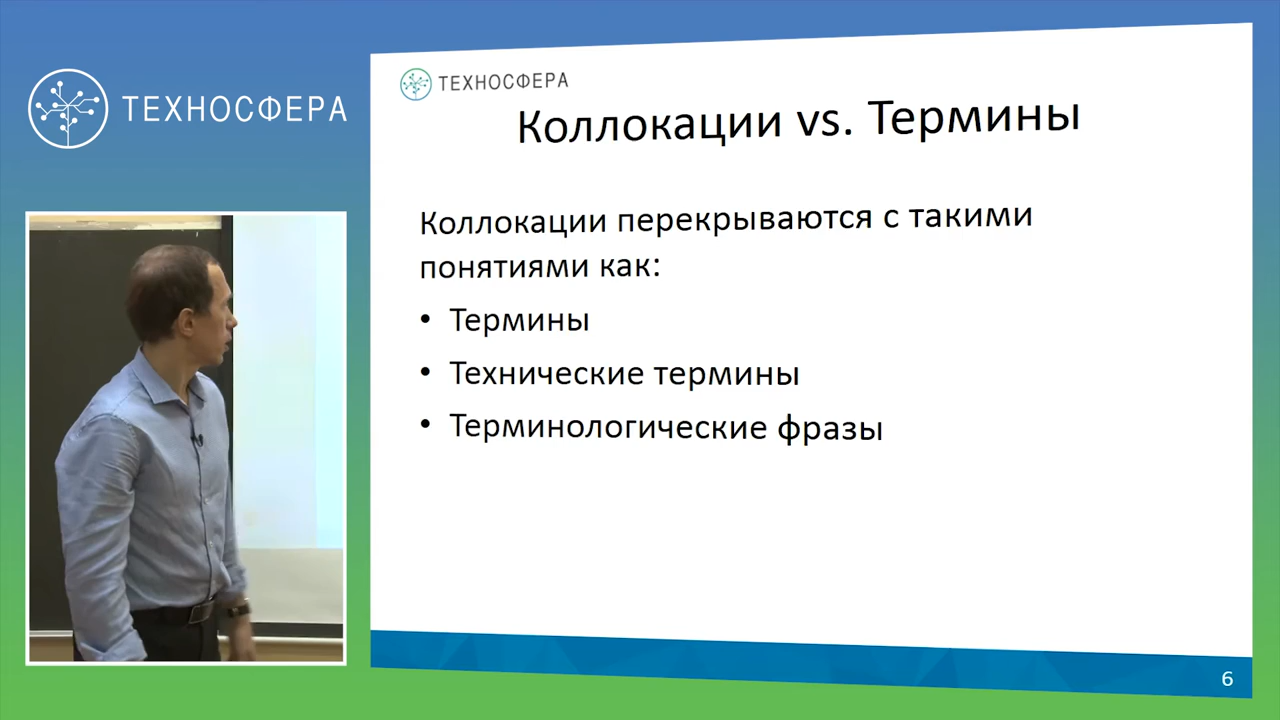 ТЕХНОСФЕРА
ТЕХНОСФЕРА
Коллокации vs. Термины
Коллокации перекрываются с такими
понятиями как:
• Термины
• Технические термины
• Терминологические фразы
6